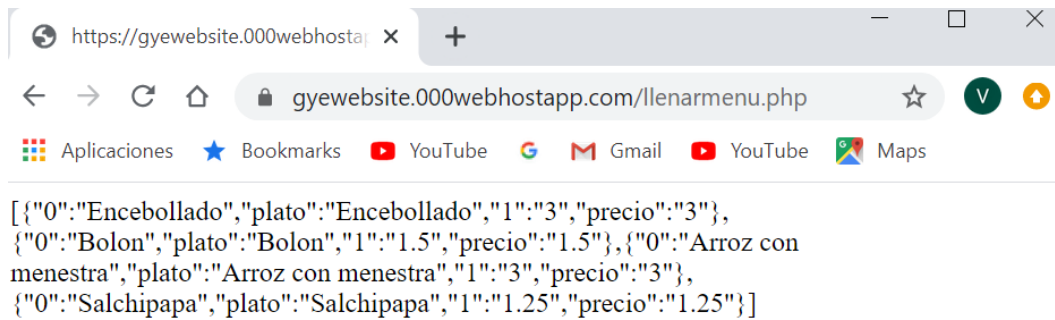 https://gyewebsite.000webhostap
gyewebsite.000webhostapp.com/llenarmenu.php
V
Aplicaciones Bookmarks YouTube Gmail YouTube Maps
[{"0":"Encebollado","plato":"Encebollado","1":"3","precio":"3"},
{"0":"Bolon","plato":"Bolon","1":"1.5","precio":"1.5"},{"0":"Arroz con
menestra","plato":"Arroz con menestra","1":"3","precio":"3"},
{"0":"Salchipapa","plato":"Salchipapa","1":"1.25","precio":"1.25"}]